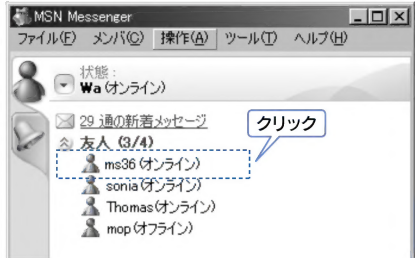 MSN Messenger
ファイル(F) メンバ(C) 操作(A) ツール(T) ヘルプ(H)
状態 :
Wa (オンライン)
29 通の新着メッセージ
クリック
友人 (3/4)
ms36 (オンライン)
sonia (オンライン)
Thomas (オンライン)
mop (オフライン)